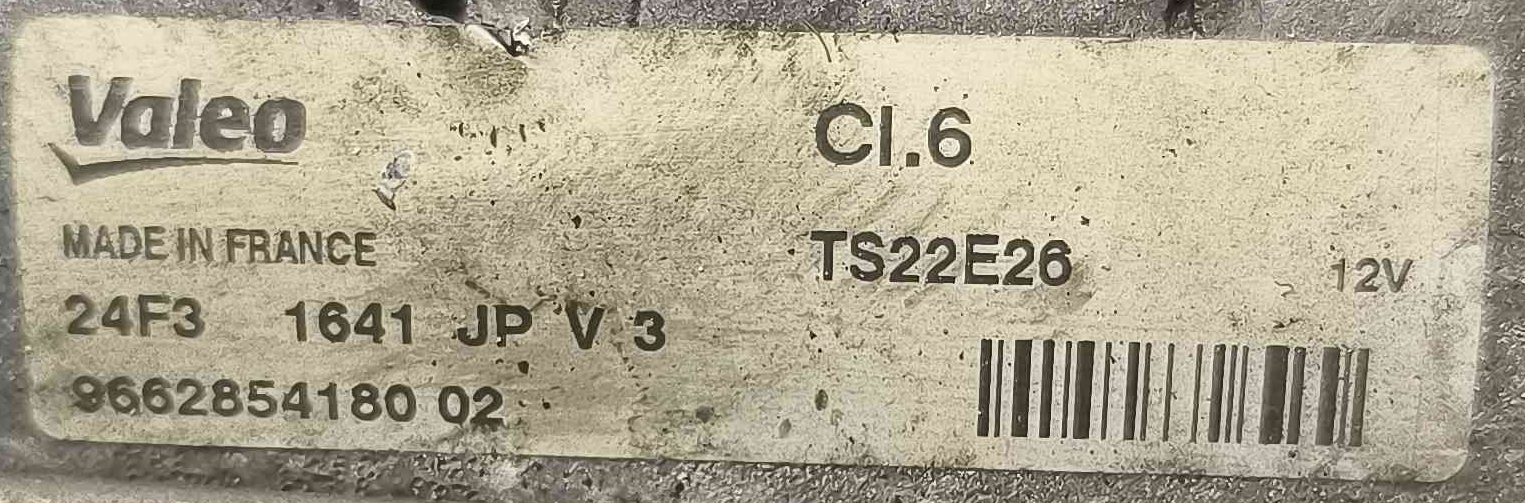 Valeo
Cl.6
MADE IN FRANCE
TS22E26
12V
24F3 1641 JP V 3
9662854180 02